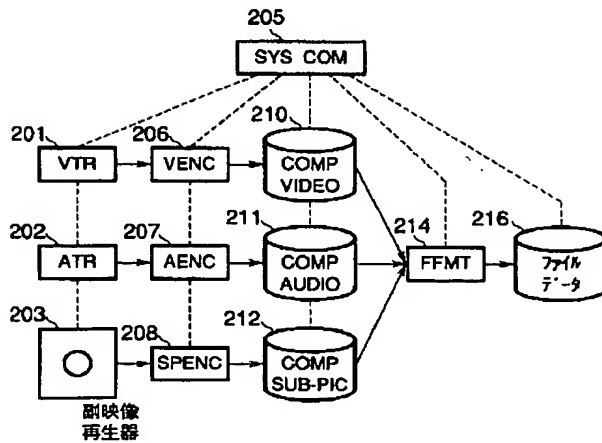 205
SYS COM
201
VTR
206
VENC
210
COMP
VIDEO
202
ATR
207
AENC
211
COMP
AUDIO
214
FFMT
216
ファイル
データ
203
208
SPENC
212
COMP
SUB-PIC
副映像
再生器